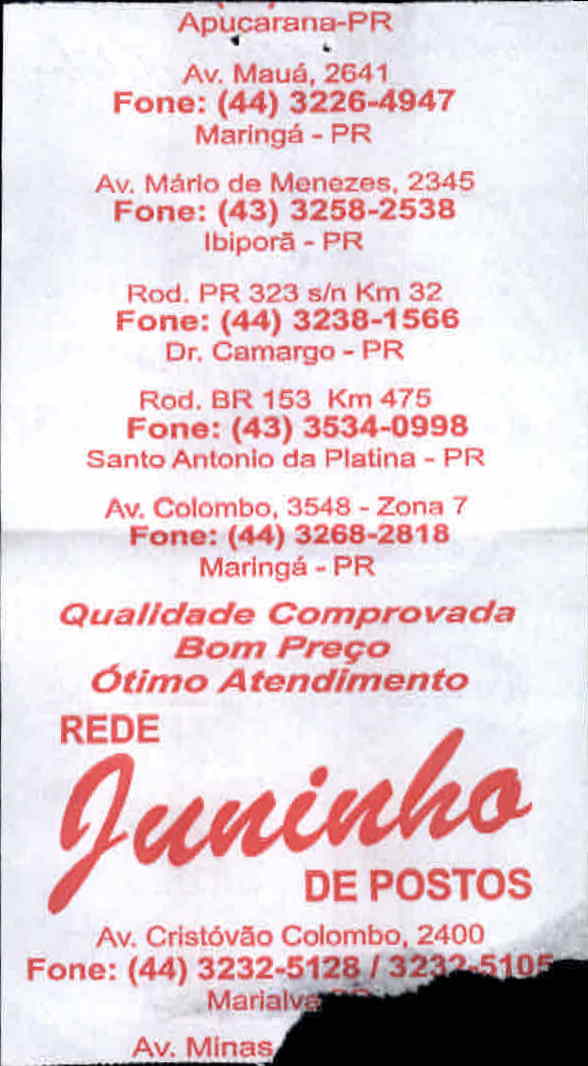 Apucarana-PR
Av. Mauá, 2641
Fone: (44) 3226-4947
Maringá - PR
Av. Mário de Menezes, 2345
Fone: (43) 3258-2538
Ibiporã - PR
Rod. PR 323 s/n Km 32
Fone: (44) 3238-1566
Dr. Camargo - PR
Rod. BR 153 Km 475
Fone: (43) 3534-0998
Santo Antonio da Platina - PR
Av. Colombo, 3548 - Zona 7
Fone: (44) 3268-2818
Maringá - PR
Qualidade Comprovada
Bom Preço
Ótimo Atendimento
REDE
Juninho
DE POSTOS
Av. Cristóvão Colombo, 2400
Fone: (44) 3232-5128 / 3232-5105
Marialva
Av. Minas